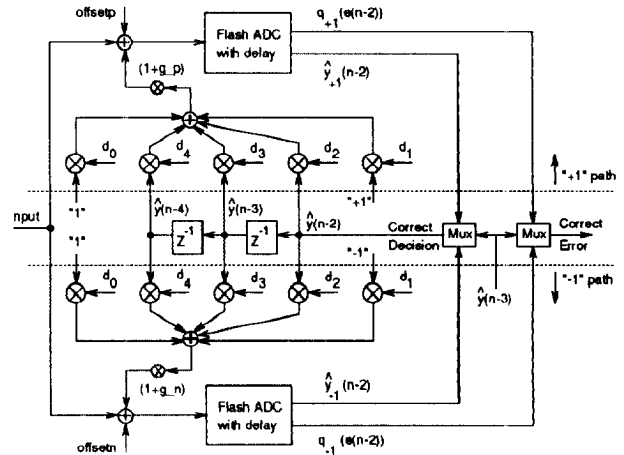 offsetp
Flash ADC
with delay
q+1(e(n-2))
ŷ+1(n-2)
(1+g_p)
d0
d4
d3
d2
d1
"+1" path
"1"
"+1"
nput
ŷ(n-4)
ŷ(n-3)
ŷ(n-2)
Z-1
Z-1
Correct
Decision
Mux
Mux
Correct
Error
"1"
"-1"
ŷ(n-3)
"-1" path
d0
d4
d3
d2
d1
(1+g_n)
Flash ADC
with delay
ŷ-1(n-2)
q-1(e(n-2))
offsetn